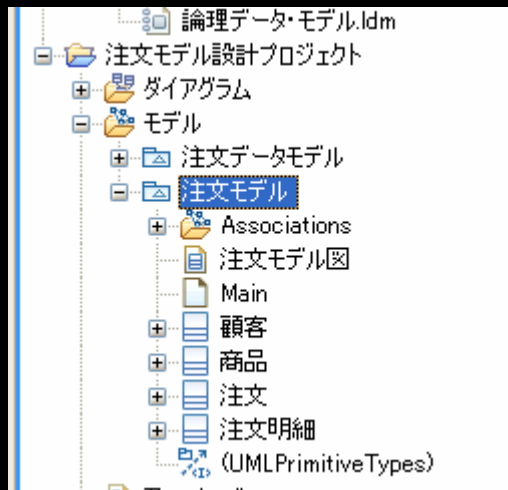 論理データ・モデル.ldm
注文モデル設計プロジェクト
ダイアグラム
モデル
注文データモデル
注文モデル
Associations
注文モデル図
Main
顧客
商品
注文
注文明細
(UMLPrimitiveTypes)